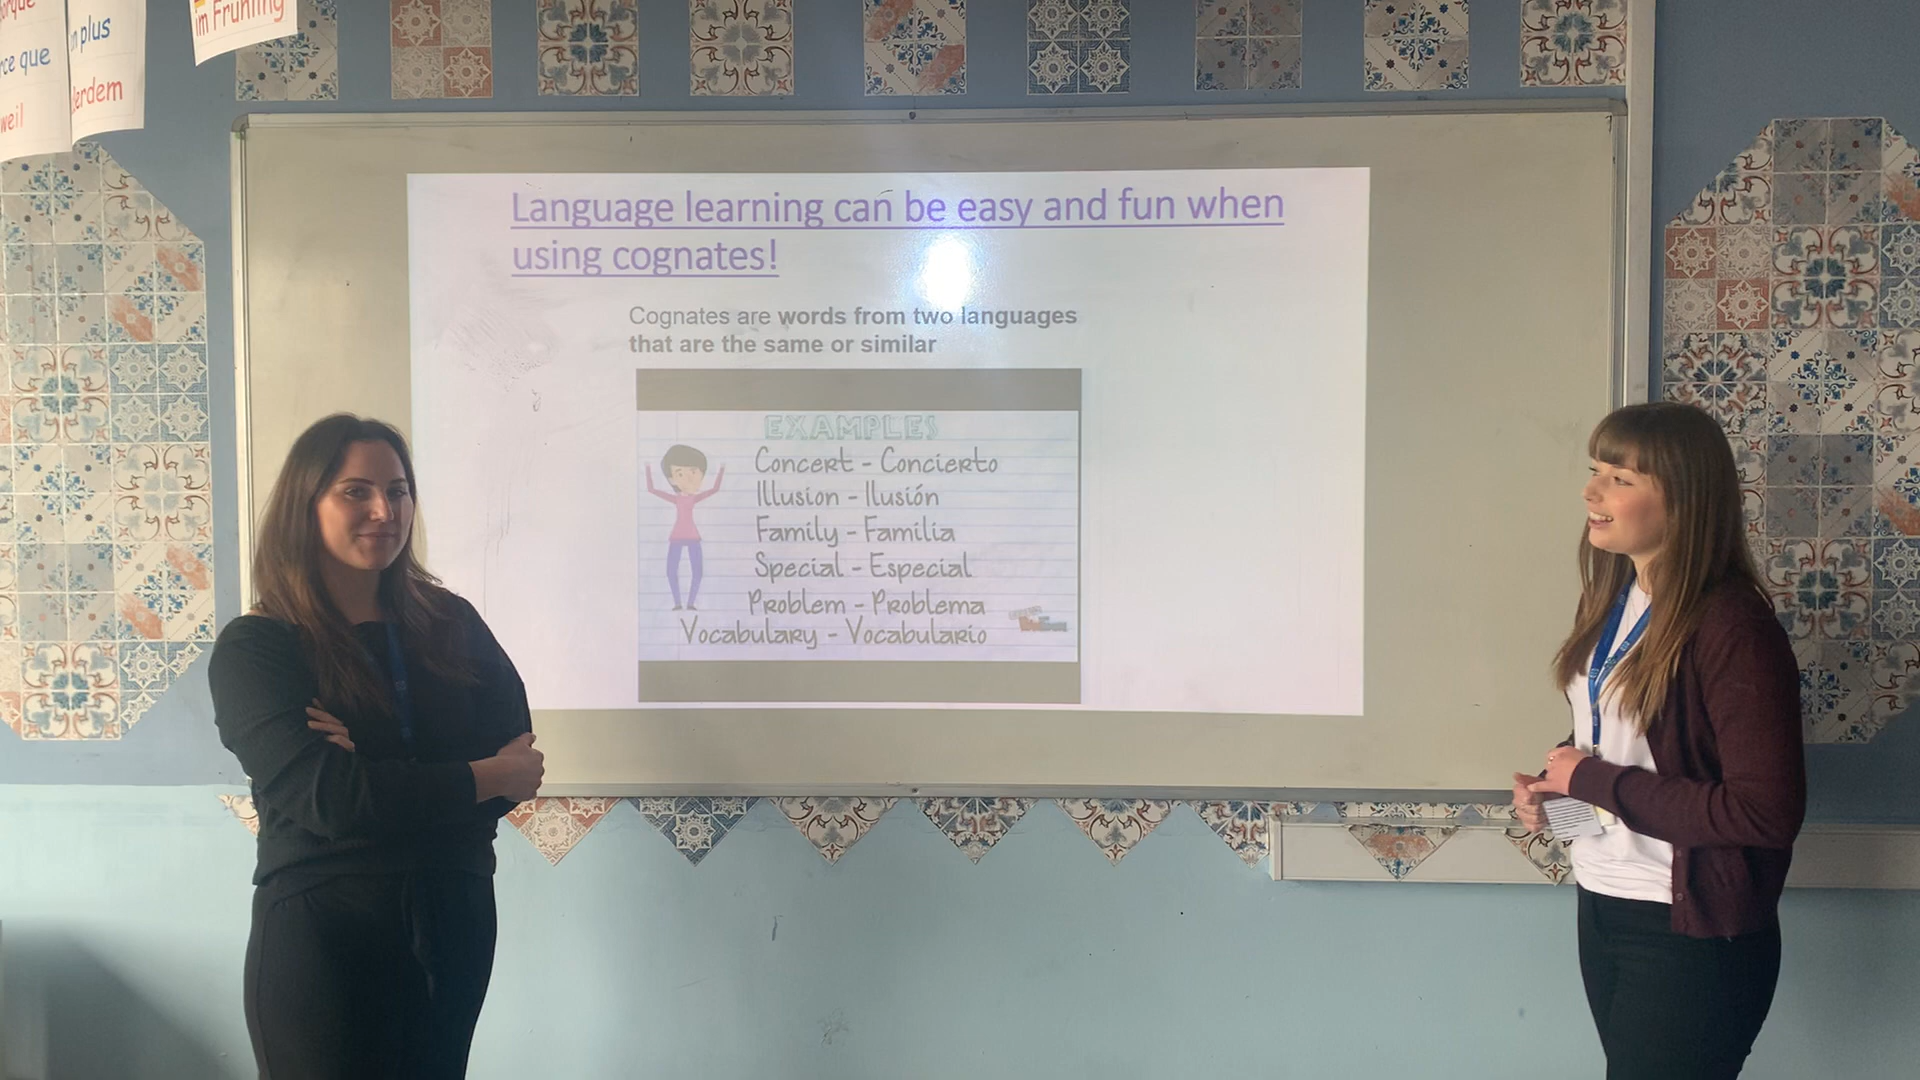 plus
ce que
weil
im Frühling
Language learning can be easy and fun when
using cognates!
Cognates are words from two languages
that are the same or similar
EXAMPLES
Concert - Concierto
Illusion - Ilusión
Family - Familia
Special - Especial
Problem - Problema
Vocabulary - Vocabulario